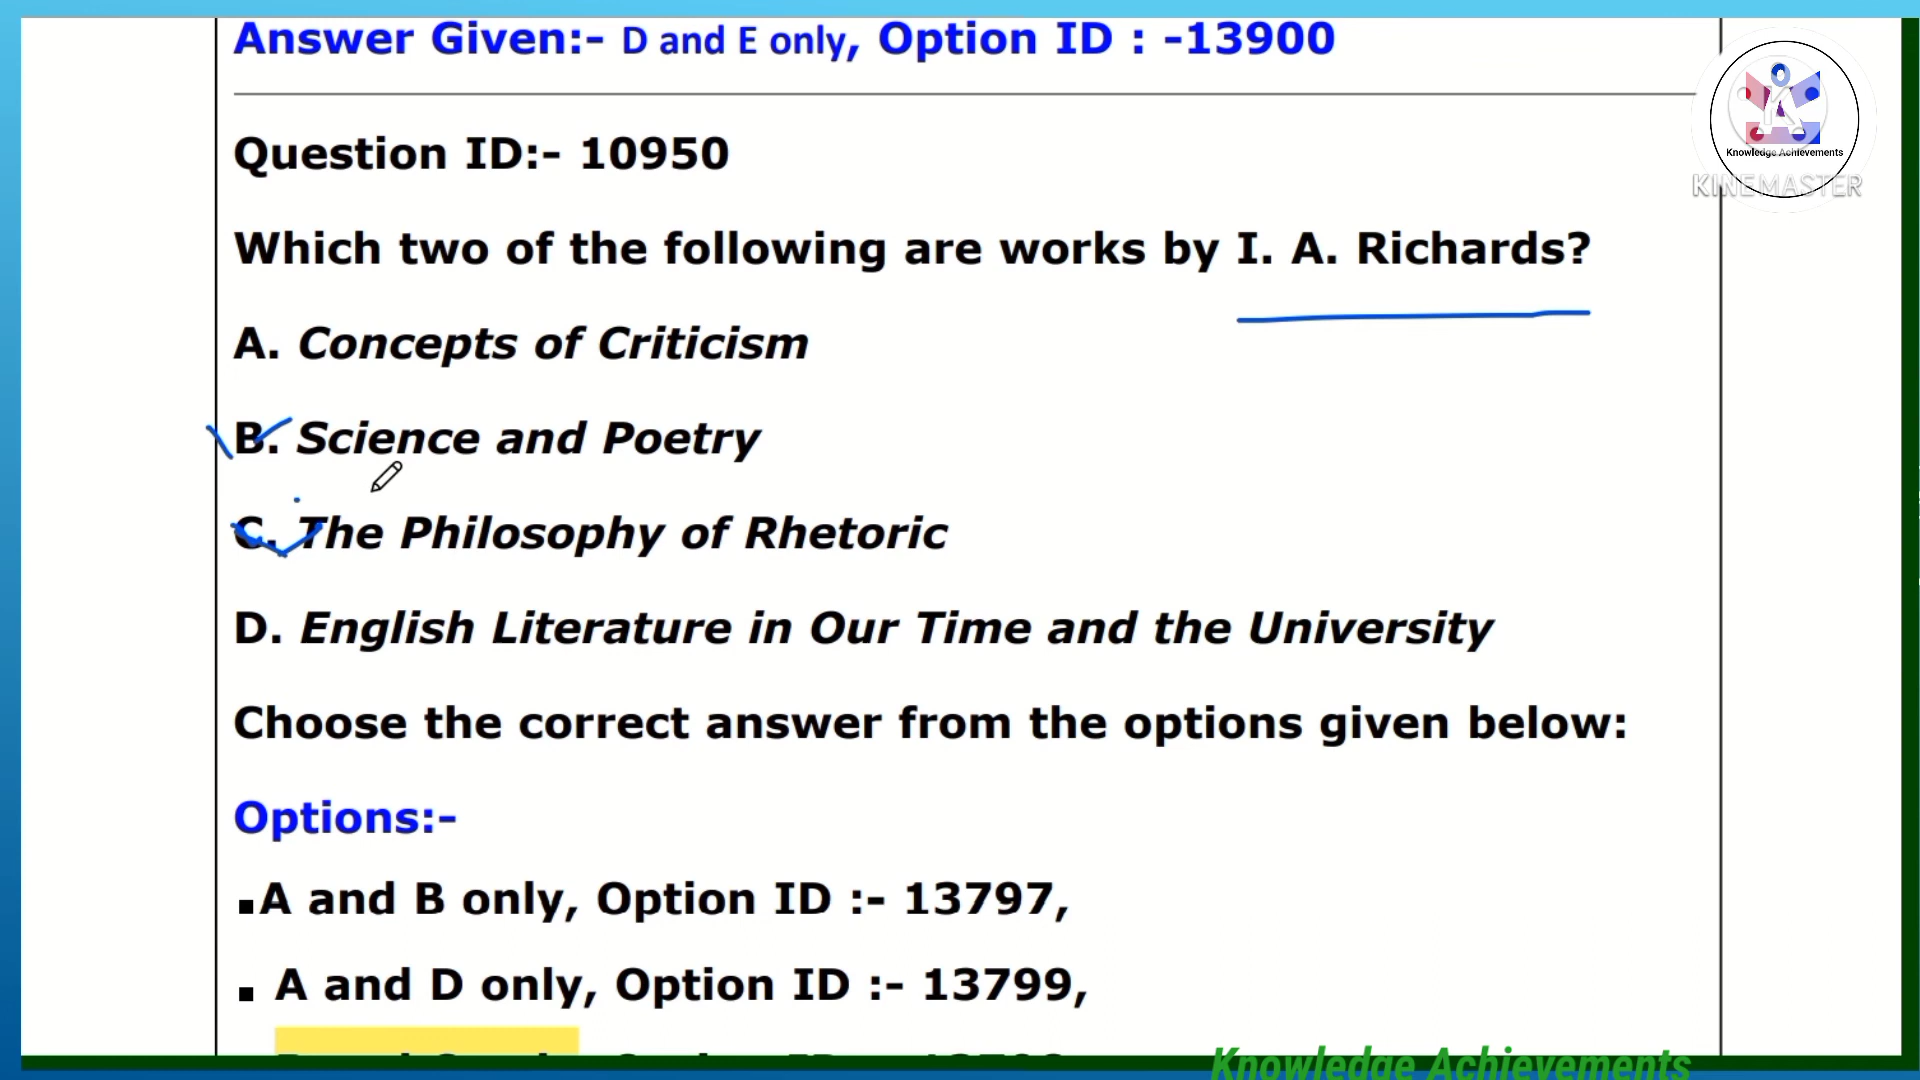 Answer Given:- D and E only, Option ID : -13900
Knowledge Achievements
KINEMASTER
Question ID:- 10950
Which two of the following are works by I. A. Richards?
A. Concepts of Criticism
B. Science and Poetry
C. The Philosophy of Rhetoric
D. English Literature in Our Time and the University
Choose the correct answer from the options given below:
Options:-
▪A and B only, Option ID :- 13797,
▪ A and D only, Option ID :- 13799,
Knowledge Achievements